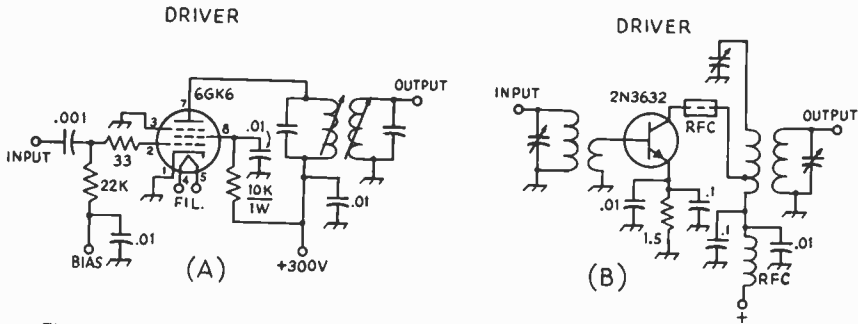 DRIVER
6GK6
7
OUTPUT
.001
3
8
.01
2
INPUT
33
1
4
5
22K
FIL.
10K
1W
.01
.01
BIAS
(A)
+300V
DRIVER
INPUT
2N3632
OUTPUT
RFC
.01
.1
1.5
.1
.01
(B)
RFC
+